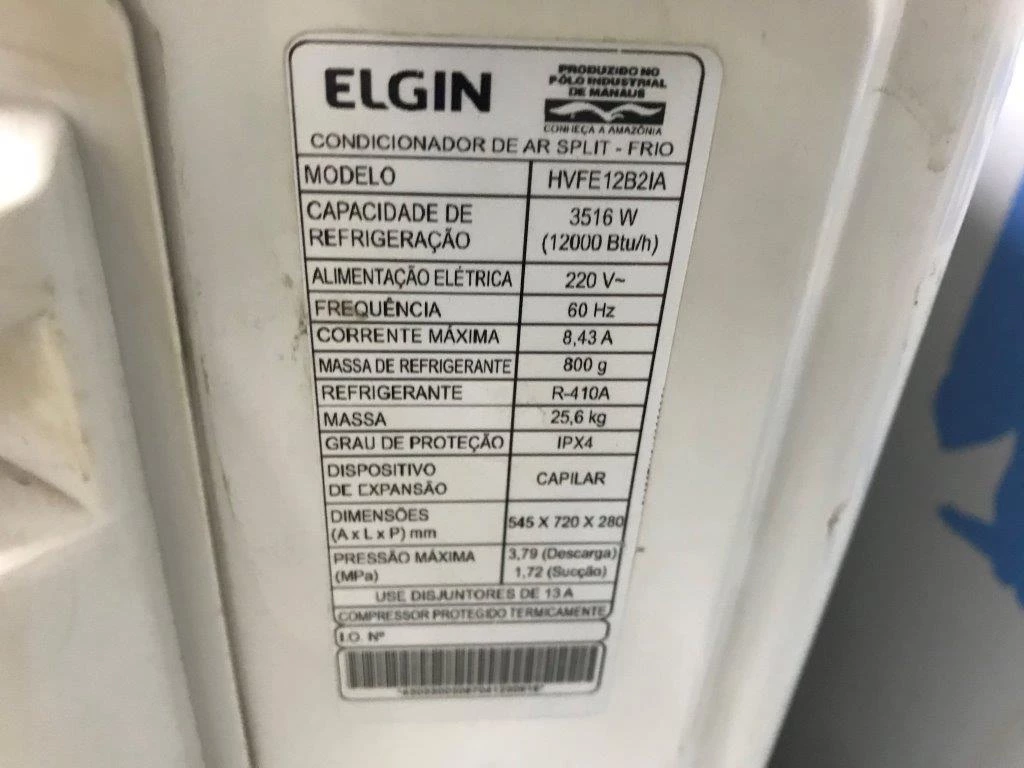 ELGIN
PRODUZIDO NO
PÓLO INDUSTRIAL
DE MANAUS
CONHEÇA A AMAZÔNIA
CONDICIONADOR DE AR SPLIT - FRIO
MODELO HVFE12B2IA
CAPACIDADE DE REFRIGERAÇÃO 3516 W (12000 Btu/h)
ALIMENTAÇÃO ELÉTRICA 220 V~
FREQUÊNCIA 60 Hz
CORRENTE MÁXIMA 8,43 A
MASSA DE REFRIGERANTE 800 g
REFRIGERANTE R-410A
MASSA 25,6 kg
GRAU DE PROTEÇÃO IPX4
DISPOSITIVO DE EXPANSÃO CAPILAR
DIMENSÕES (A x L x P) mm 545 X 720 X 280
PRESSÃO MÁXIMA (MPa) 3,79 (Descarga) 1,72 (Sucção)
USE DISJUNTORES DE 13 A
COMPRESSOR PROTEGIDO TERMICAMENTE
I.O. Nº